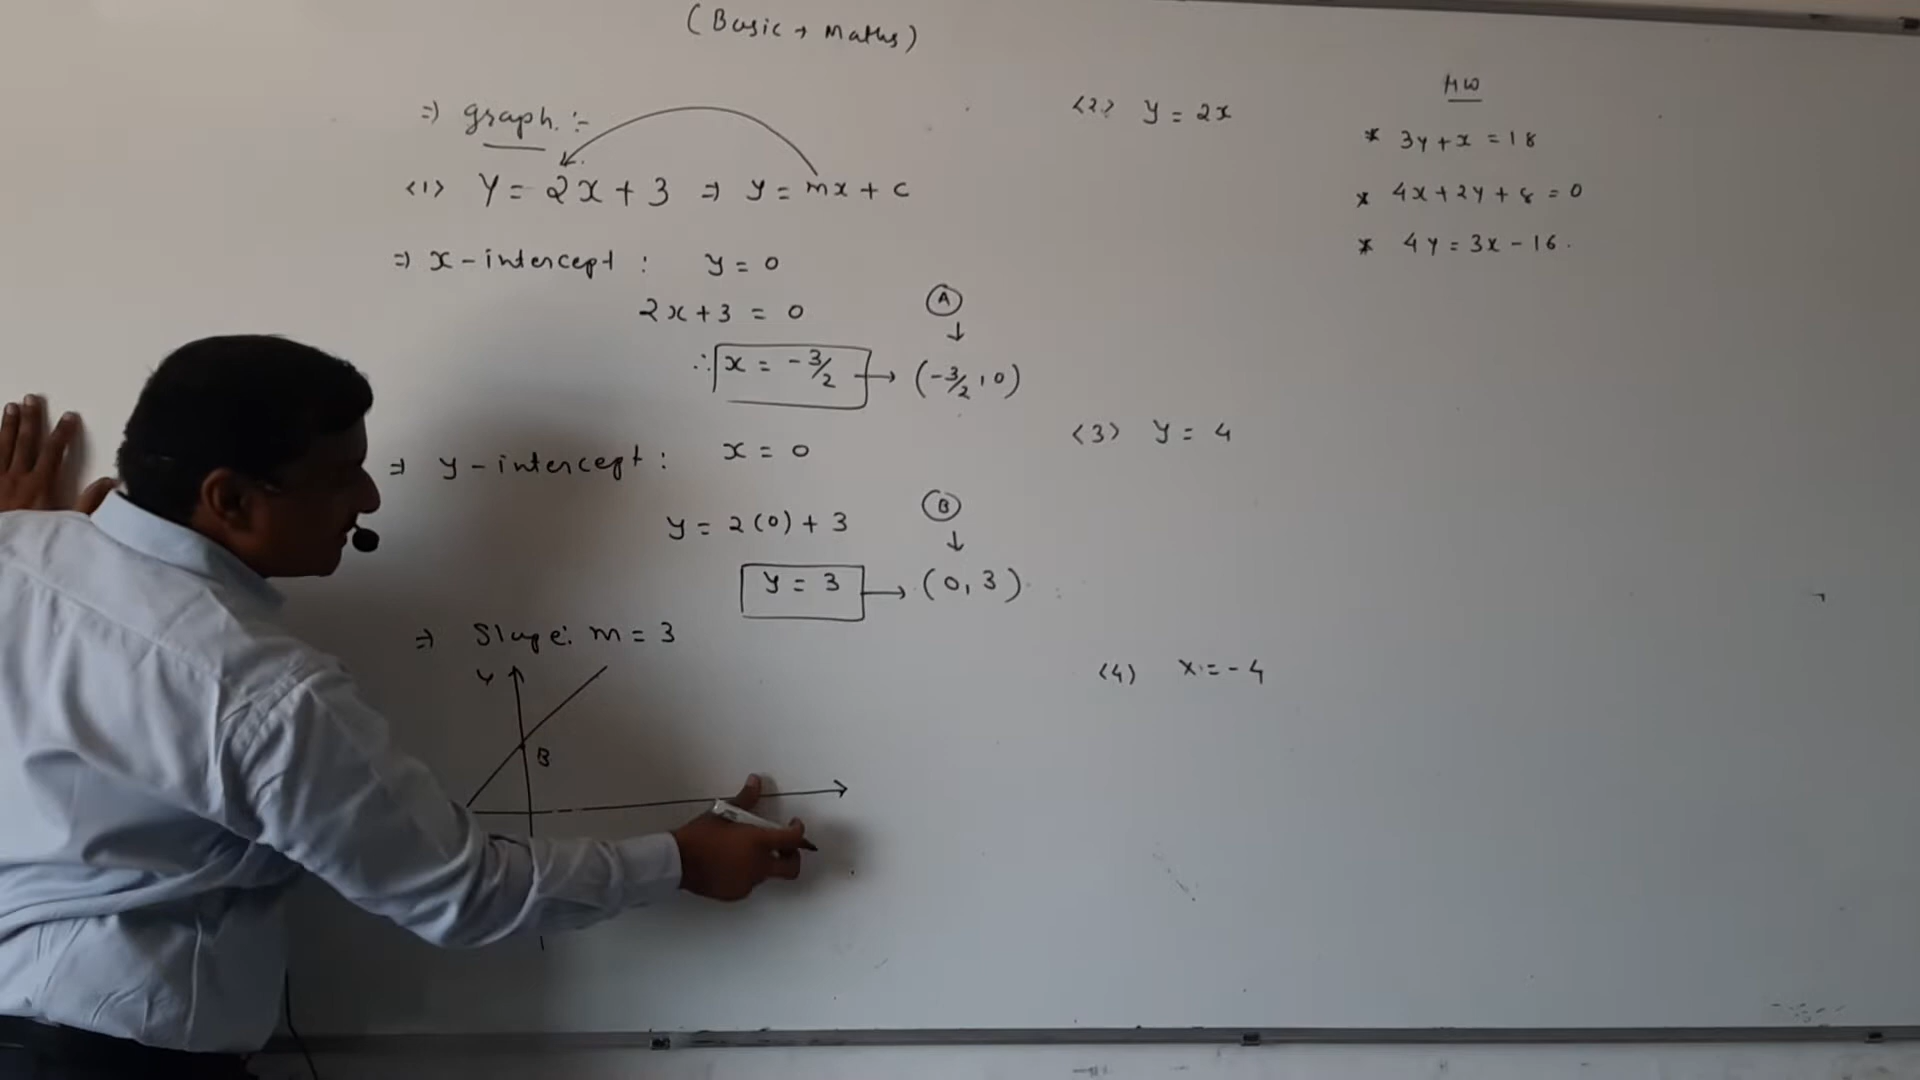 (Basic → Maths)
⇒ graph :-
<1> Y = 2x + 3 ⇒ y = mx + c
⇒ x-intercept : y = 0
2x + 3 = 0
∴ x = -3/2 → (-3/2, 0)
A
↓
⇒ y-intercept : x = 0
y = 2(0) + 3
B
↓
y = 3 → (0, 3)
⇒ Slope: m = 3
Y
B
<2> y = 2x
<3> y = 4
<4> x = -4
HW
* 3y + x = 18
* 4x + 2y + 8 = 0
* 4y = 3x - 16.